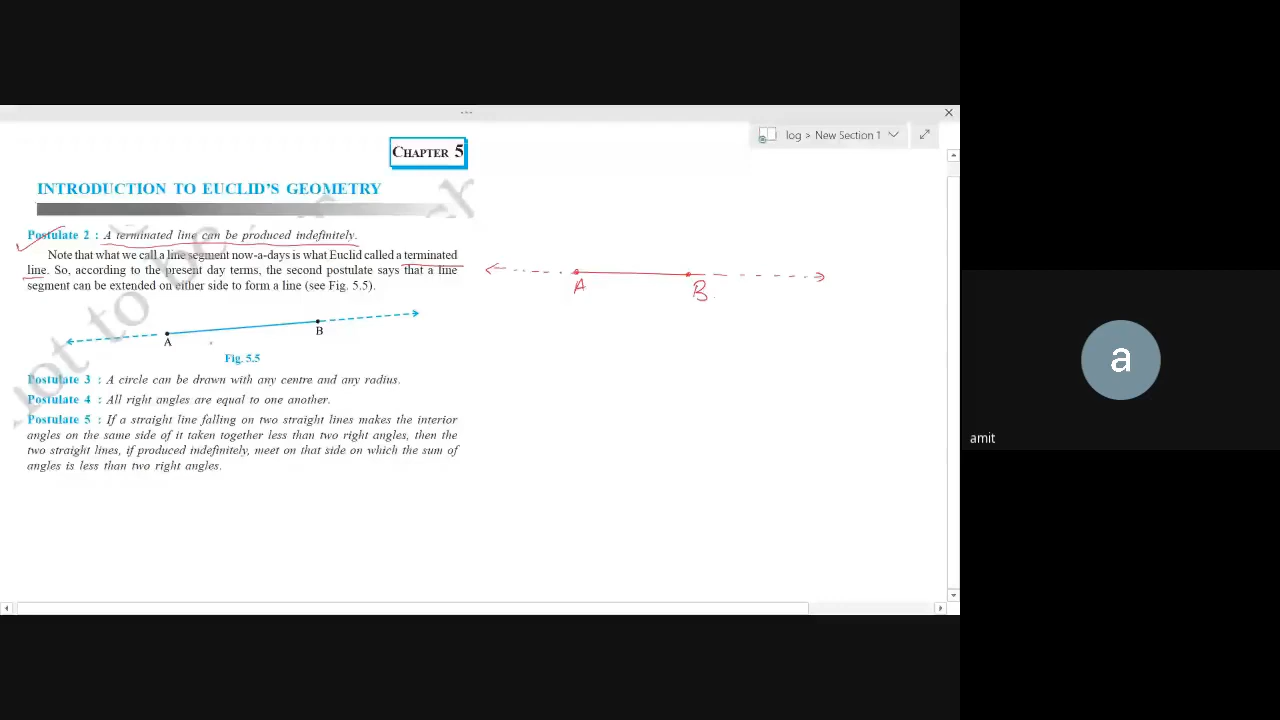 log > New Section 1
CHAPTER 5
INTRODUCTION TO EUCLID'S GEOMETRY
Postulate 2 : A terminated line can be produced indefinitely.
Note that what we call a line segment now-a-days is what Euclid called a terminated
line. So, according to the present day terms, the second postulate says that a line
segment can be extended on either side to form a line (see Fig. 5.5).
A
B
A
B
Fig. 5.5
Postulate 3 : A circle can be drawn with any centre and any radius.
Postulate 4 : All right angles are equal to one another.
Postulate 5 : If a straight line falling on two straight lines makes the interior
angles on the same side of it taken together less than two right angles, then the
two straight lines, if produced indefinitely, meet on that side on which the sum of
angles is less than two right angles.
not to be
a
amit